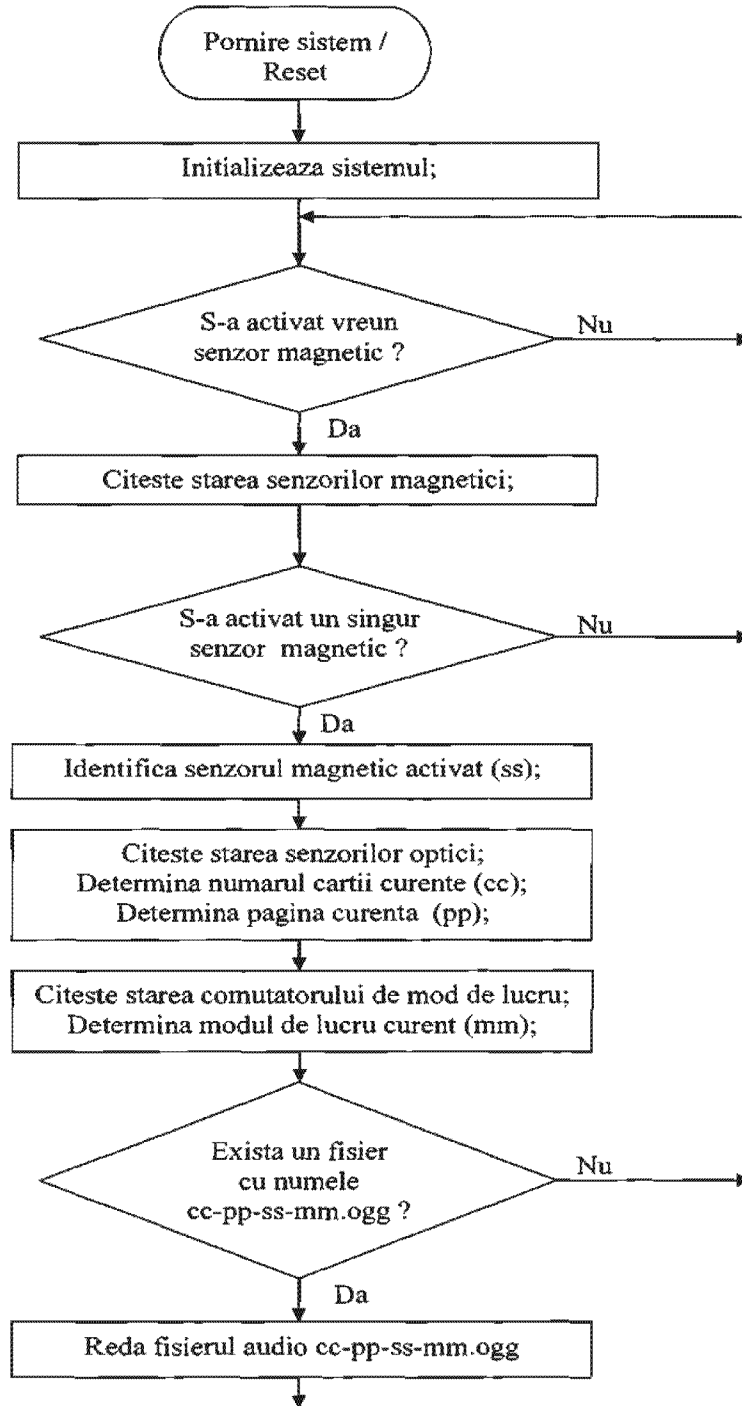 Pornire sistem /
Reset
Initializeaza sistemul;
S-a activat vreun
senzor magnetic ?
Nu
Da
Citeste starea senzorilor magnetici;
S-a activat un singur
senzor magnetic ?
Nu
Da
Identifica senzorul magnetic activat (ss);
Citeste starea senzorilor optici;
Determina numarul cartii curente (cc);
Determina pagina curenta (pp);
Citeste starea comutatorului de mod de lucru;
Determina modul de lucru curent (mm);
Exista un fisier
cu numele
cc-pp-ss-mm.ogg ?
Nu
Da
Reda fisierul audio cc-pp-ss-mm.ogg